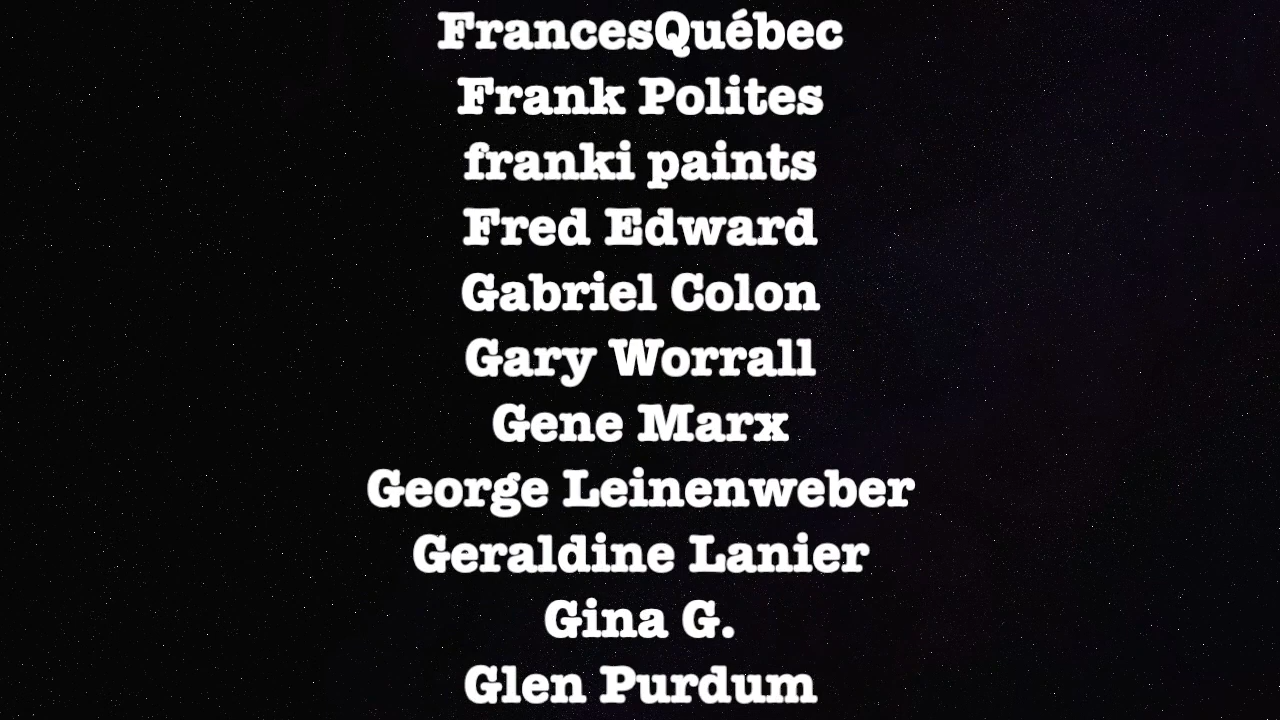 FrancesQuébec
Frank Polites
franki paints
Fred Edward
Gabriel Colon
Gary Worrall
Gene Marx
George Leinenweber
Geraldine Lanier
Gina G.
Glen Purdum